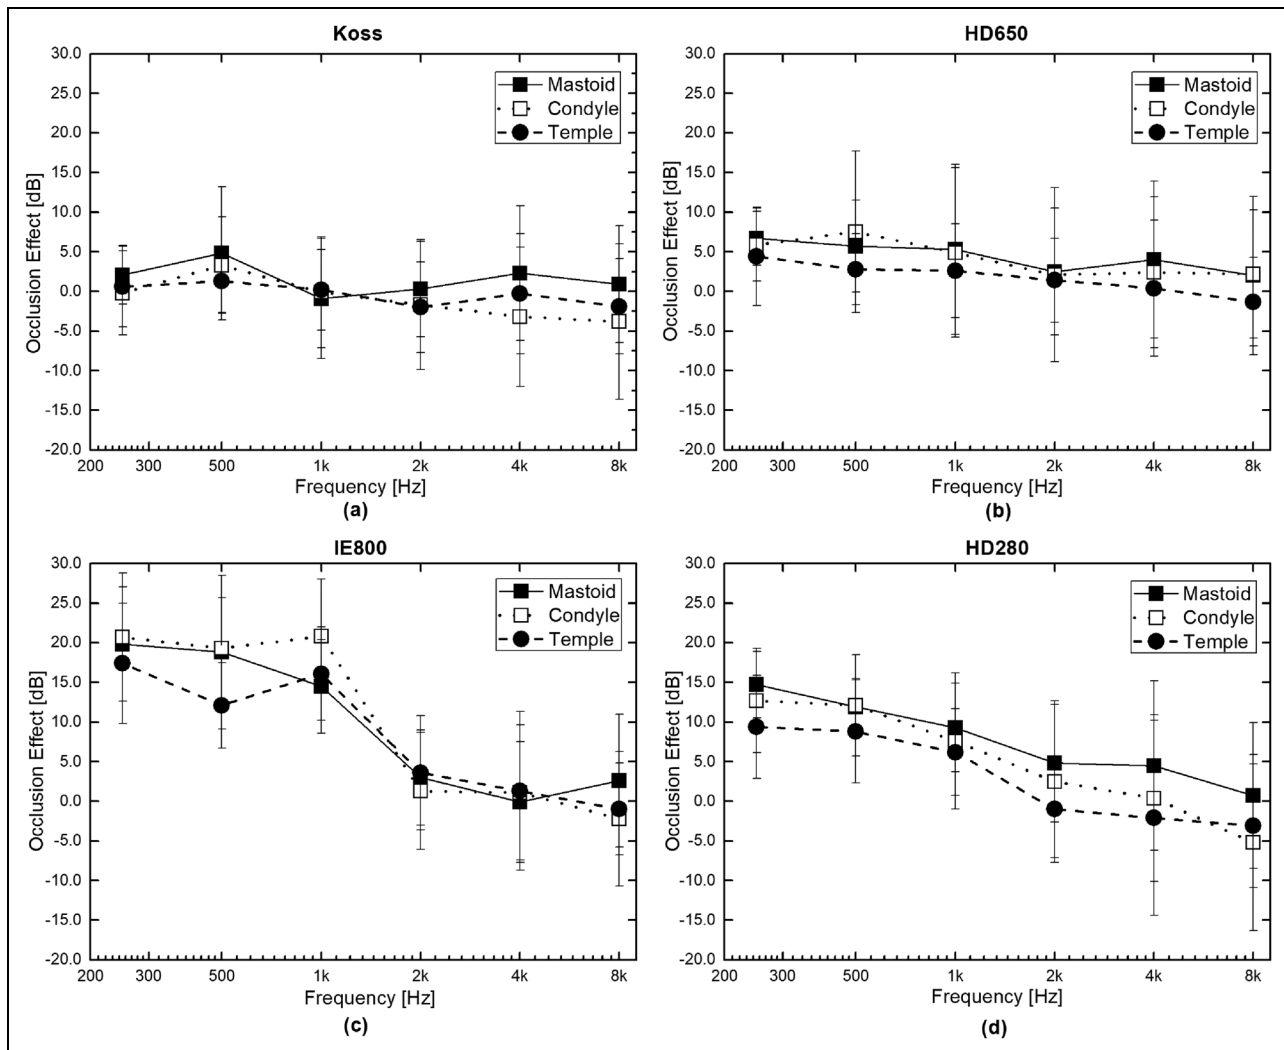 Koss
30.0
25.0
20.0
15.0
10.0
5.0
0.0
-5.0
-10.0
-15.0
-20.0
Occlusion Effect [dB]
Mastoid
Condyle
Temple
200 300 500 1k 2k 4k 8k
Frequency [Hz]
(a)
HD650
30.0
25.0
20.0
15.0
10.0
5.0
0.0
-5.0
-10.0
-15.0
-20.0
Occlusion Effect [dB]
Mastoid
Condyle
Temple
200 300 500 1k 2k 4k 8k
Frequency [Hz]
(b)
IE800
30.0
25.0
20.0
15.0
10.0
5.0
0.0
-5.0
-10.0
-15.0
-20.0
Occlusion Effect [dB]
Mastoid
Condyle
Temple
200 300 500 1k 2k 4k 8k
Frequency [Hz]
(c)
HD280
30.0
25.0
20.0
15.0
10.0
5.0
0.0
-5.0
-10.0
-15.0
-20.0
Occlusion Effect [dB]
Mastoid
Condyle
Temple
200 300 500 1k 2k 4k 8k
Frequency [Hz]
(d)